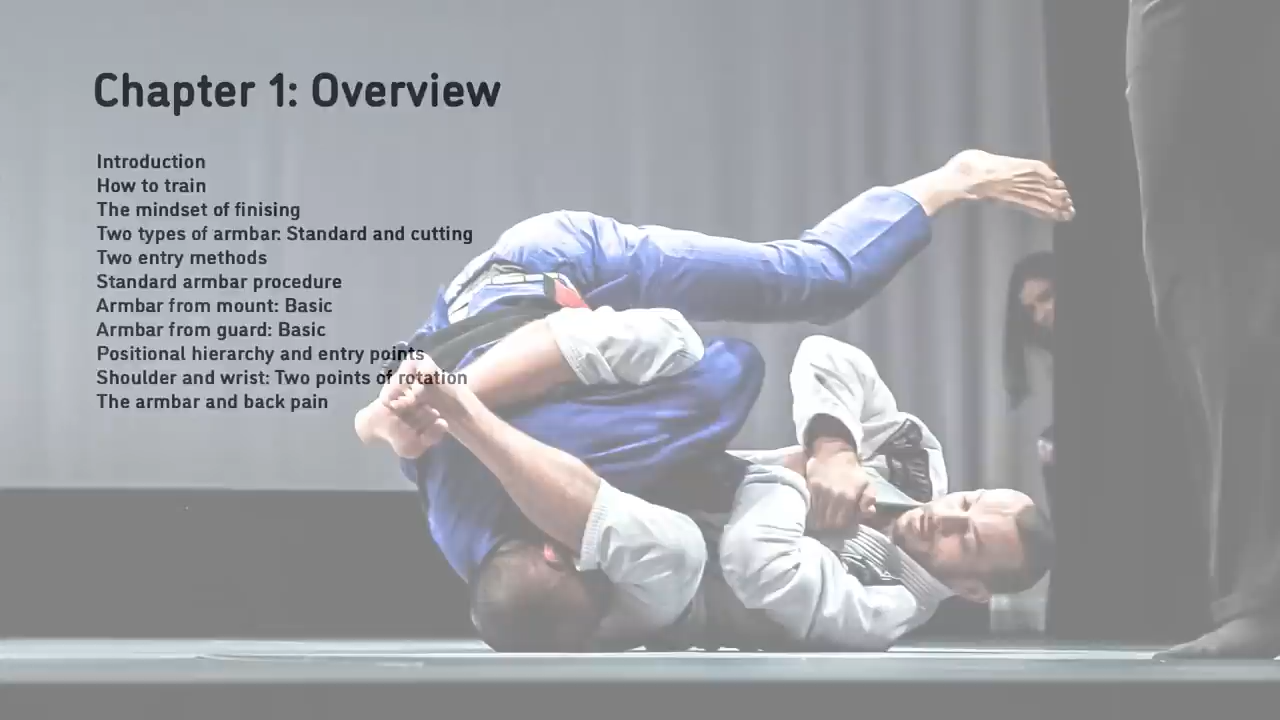 Chapter 1: Overview
Introduction
How to train
The mindset of finising
Two types of armbar: Standard and cutting
Two entry methods
Standard armbar procedure
Armbar from mount: Basic
Armbar from guard: Basic
Positional hierarchy and entry points
Shoulder and wrist: Two points of rotation
The armbar and back pain